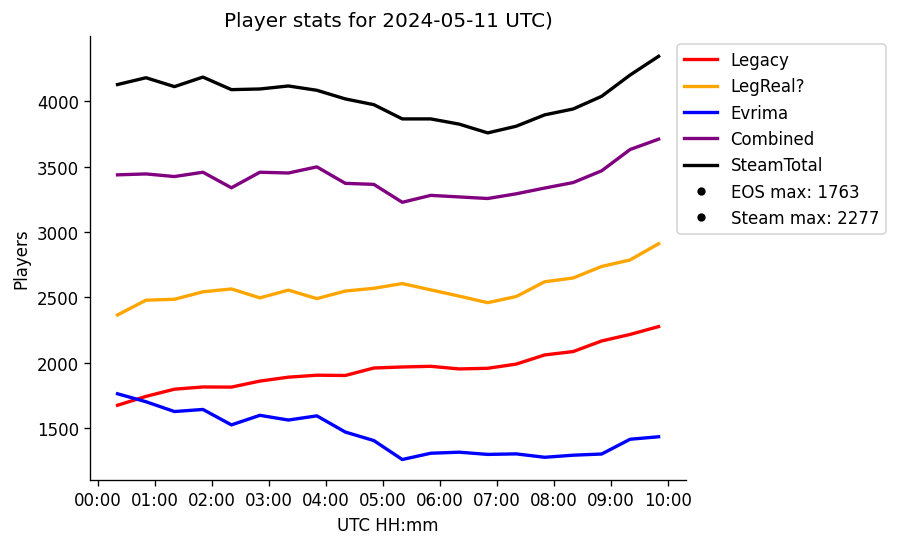 Player stats for 2024-05-11 UTC)
Legacy
LegReal?
Evrima
Combined
SteamTotal
EOS max: 1763
Steam max: 2277
Players
4000
3500
3000
2500
2000
1500
00:00 01:00 02:00 03:00 04:00 05:00 06:00 07:00 08:00 09:00 10:00
UTC HH:mm